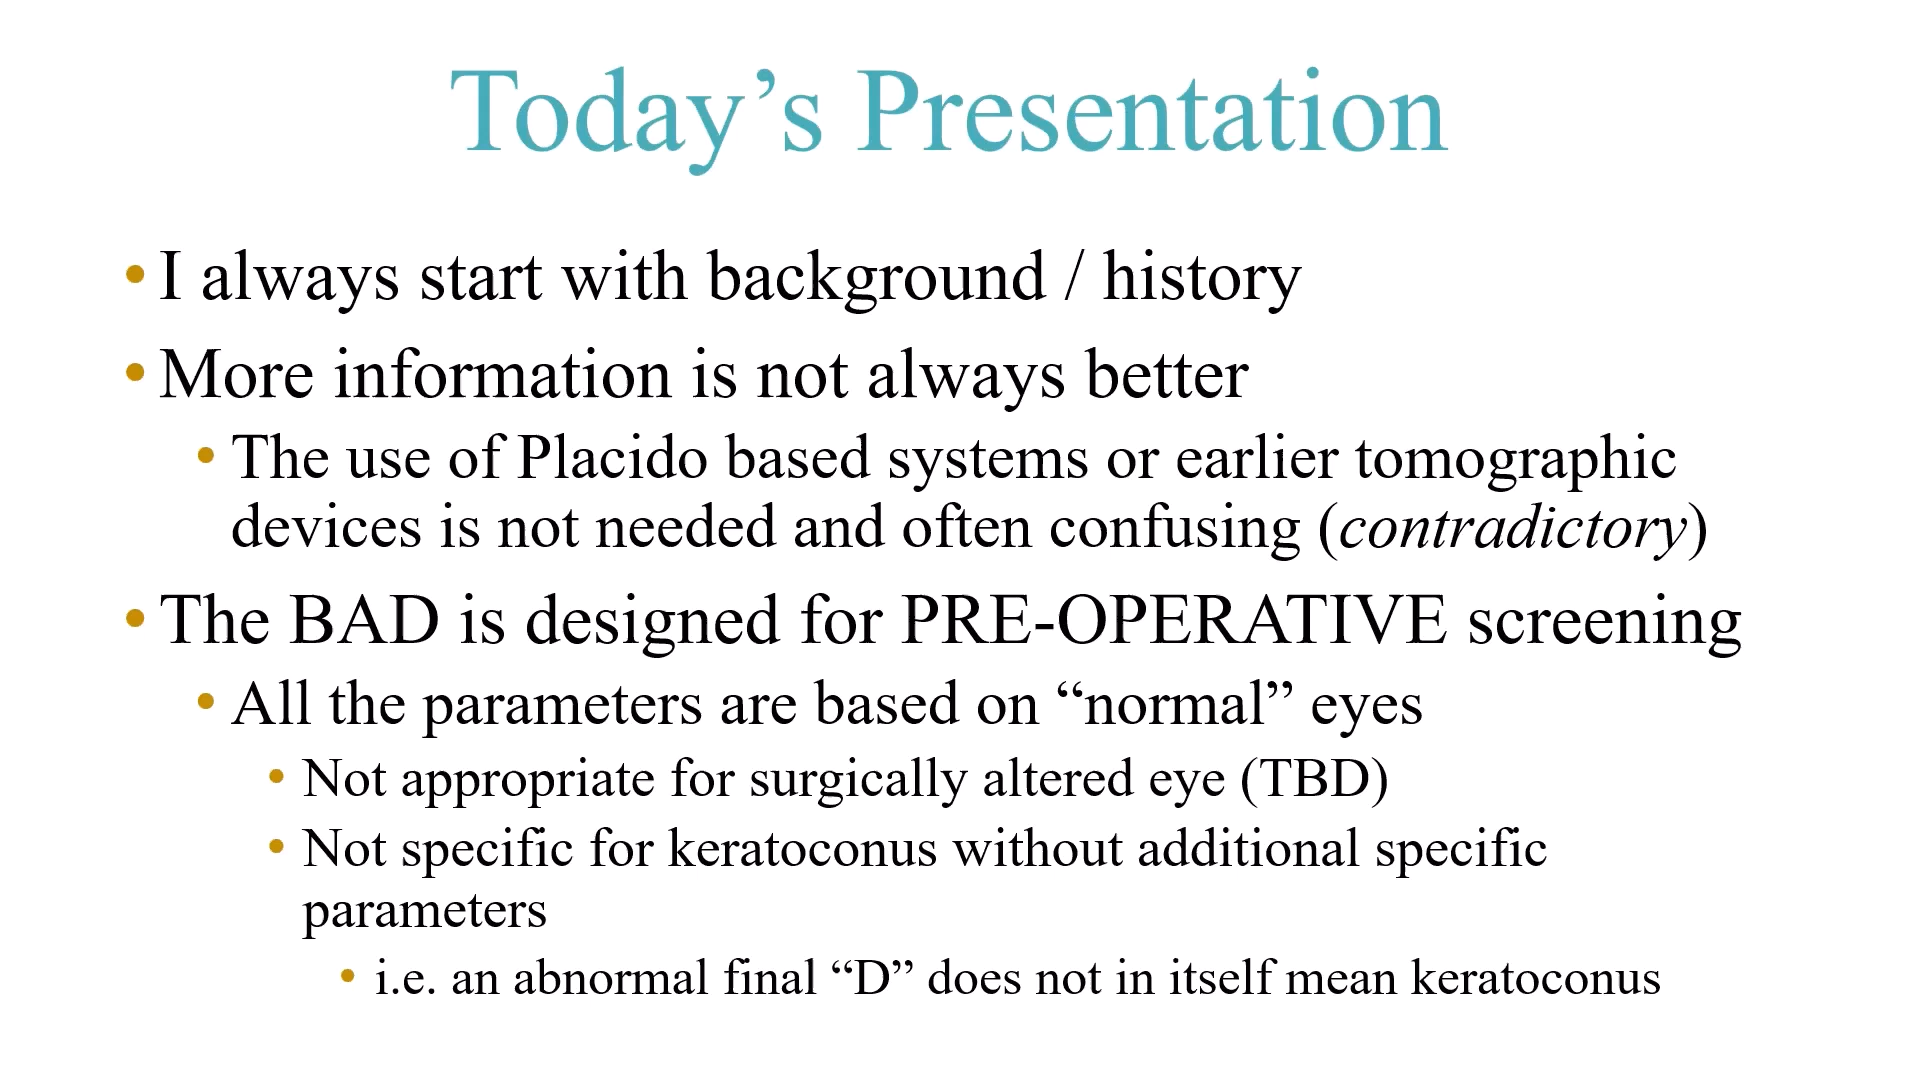 Today’s Presentation
• I always start with background / history
• More information is not always better
• The use of Placido based systems or earlier tomographic
devices is not needed and often confusing (contradictory)
• The BAD is designed for PRE-OPERATIVE screening
• All the parameters are based on “normal” eyes
• Not appropriate for surgically altered eye (TBD)
• Not specific for keratoconus without additional specific
parameters
• i.e. an abnormal final “D” does not in itself mean keratoconus